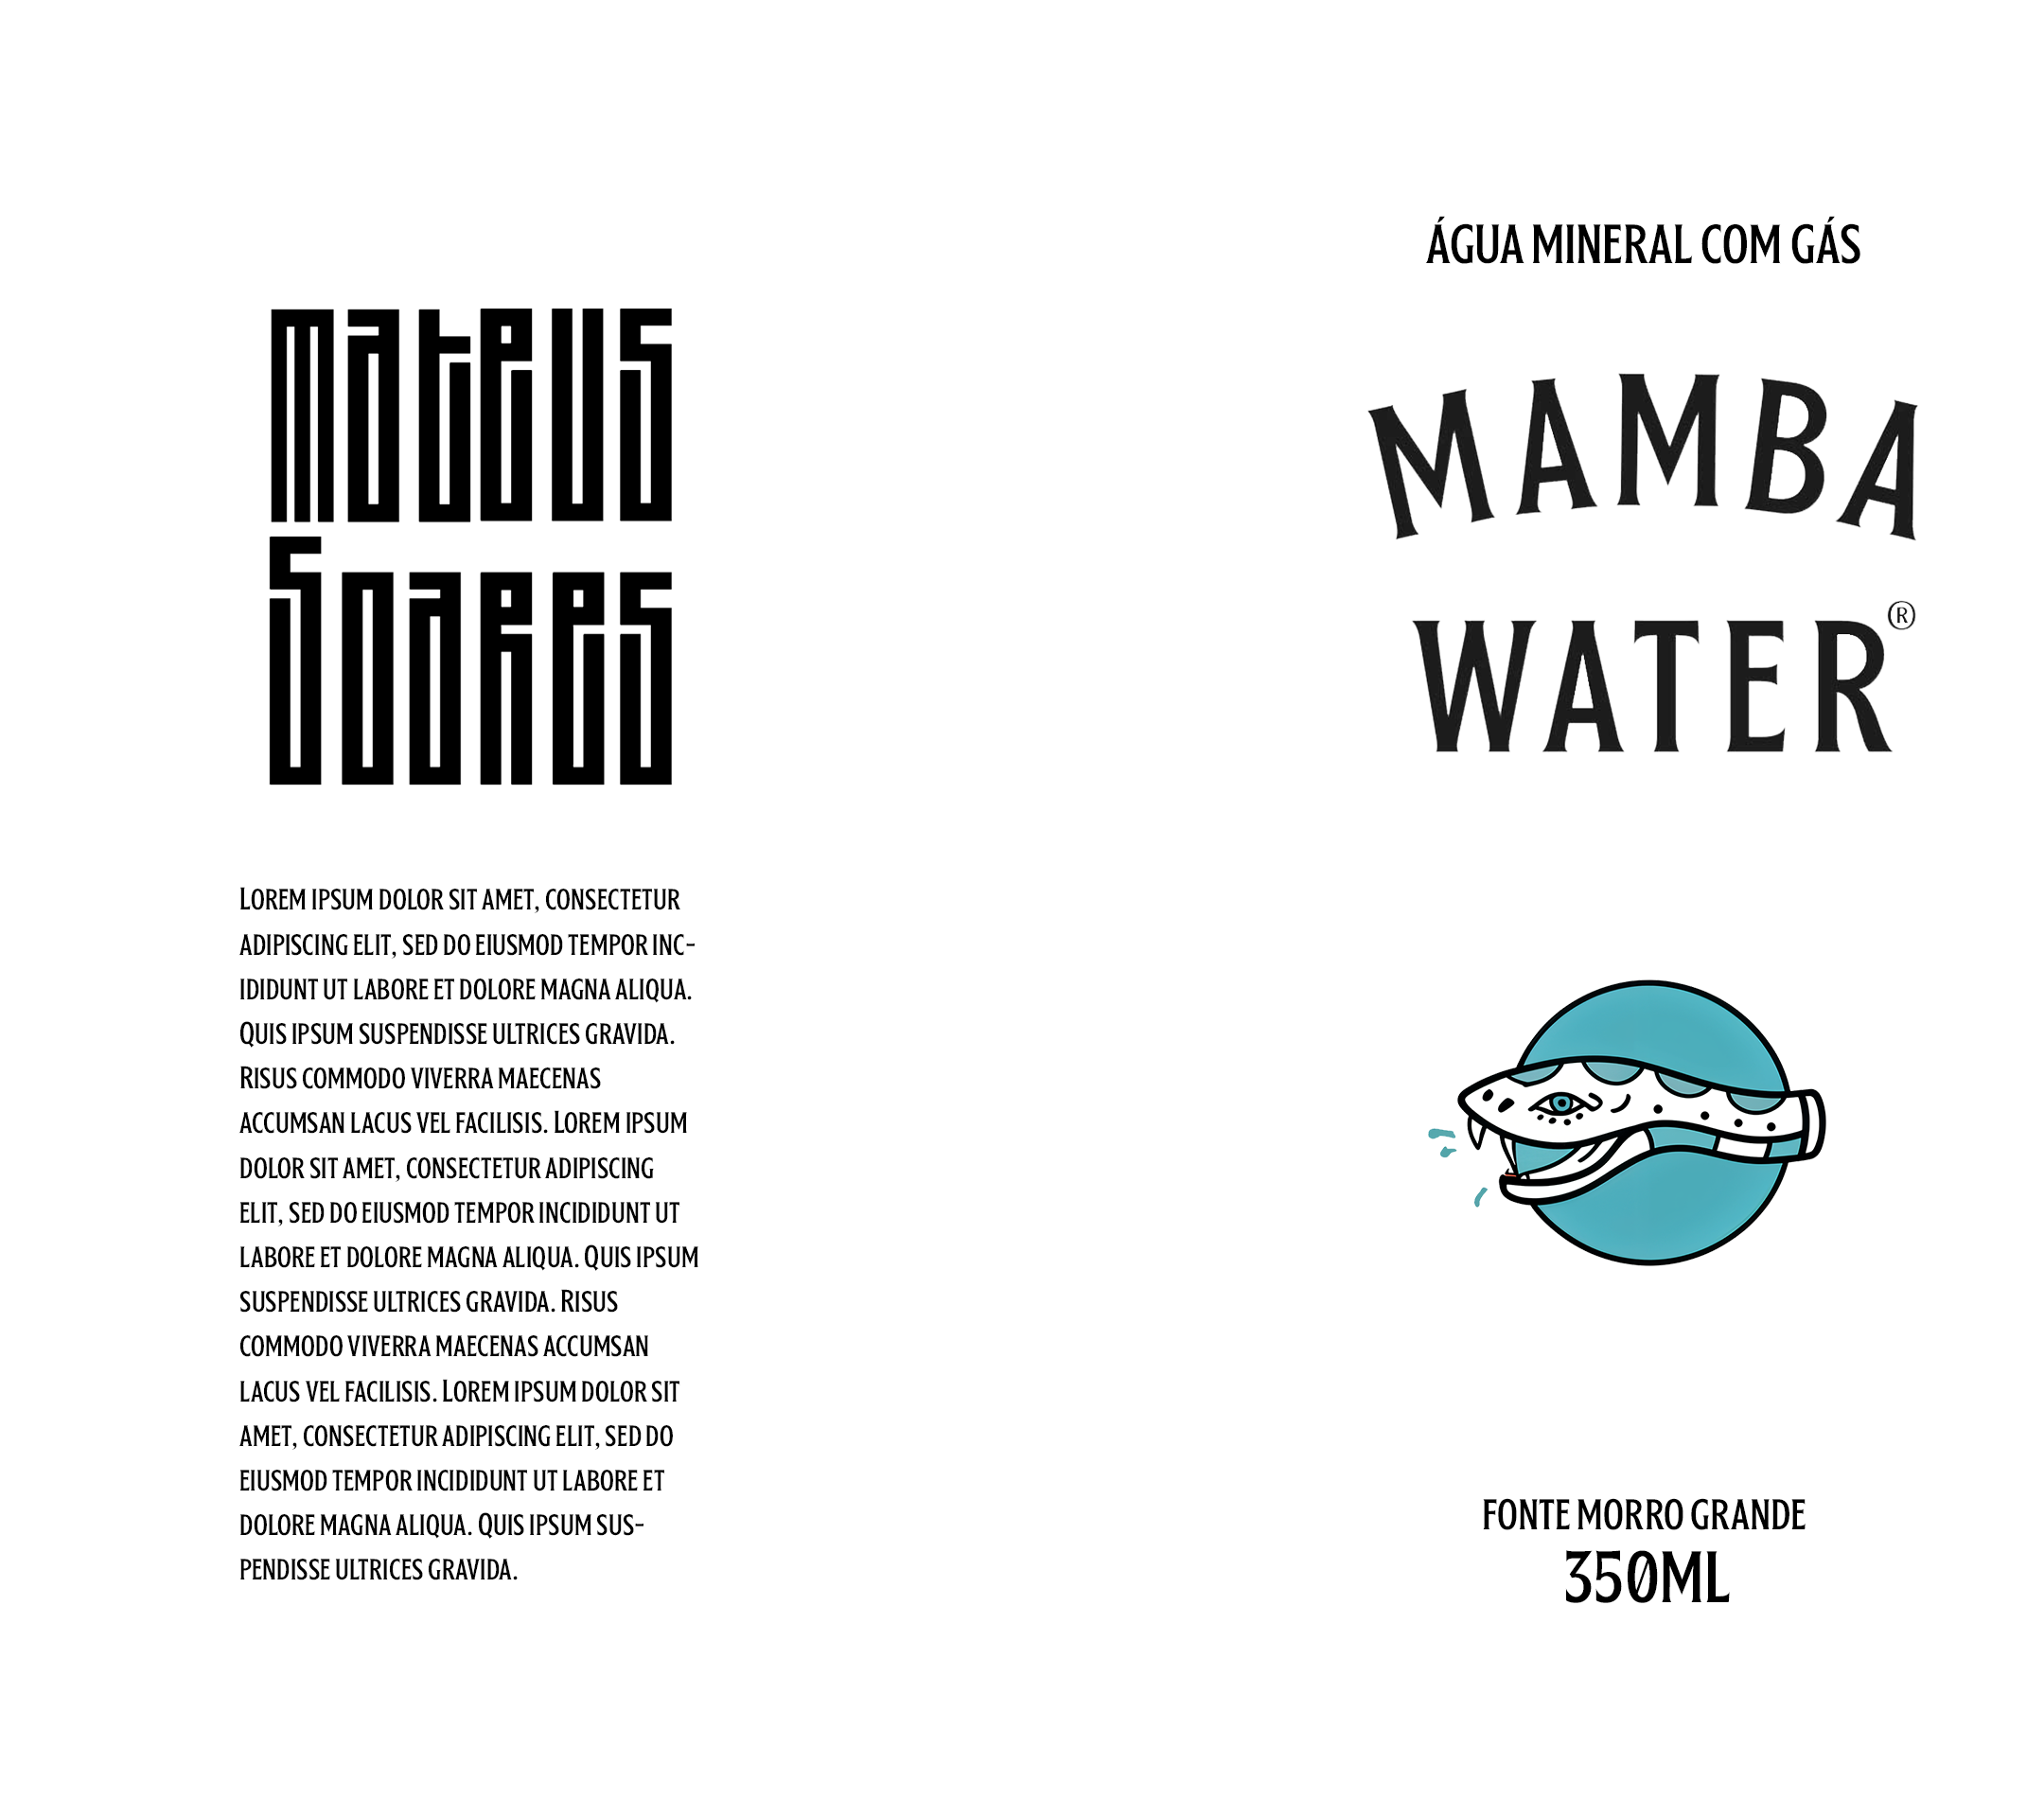 mateus
Soares
Lorem ipsum dolor sit amet, consectetur
adipiscing elit, sed do eiusmod tempor inc-
ididunt ut labore et dolore magna aliqua.
Quis ipsum suspendisse ultrices gravida.
Risus commodo viverra maecenas
accumsan lacus vel facilisis. Lorem ipsum
dolor sit amet, consectetur adipiscing
elit, sed do eiusmod tempor incididunt ut
labore et dolore magna aliqua. Quis ipsum
suspendisse ultrices gravida. Risus
commodo viverra maecenas accumsan
lacus vel facilisis. Lorem ipsum dolor sit
amet, consectetur adipiscing elit, sed do
eiusmod tempor incididunt ut labore et
dolore magna aliqua. Quis ipsum sus-
pendisse ultrices gravida.
ÁGUA MINERAL COM GÁS
MAMBA
WATER®
FONTE MORRO GRANDE
350ML